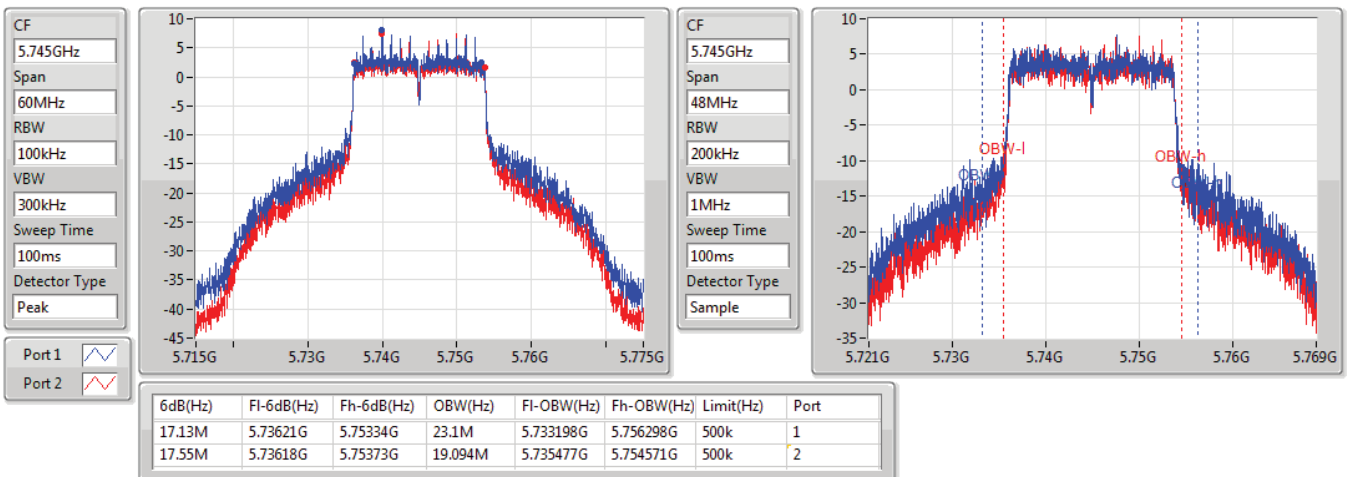 CF
5.745GHz
Span
60MHz
RBW
100kHz
VBW
300kHz
Sweep Time
100ms
Detector Type
Peak
10
5
0
-5
-10
-15
-20
-25
-30
-35
-40
-45
5.715G 5.73G 5.74G 5.75G 5.76G 5.775G
CF
5.745GHz
Span
48MHz
RBW
200kHz
VBW
1MHz
Sweep Time
100ms
Detector Type
Sample
10
5
0
-5
-10
-15
-20
-25
-30
-35
OBW-l
OBW-h
5.721G 5.73G 5.74G 5.75G 5.76G 5.769G
Port 1
Port 2
6dB(Hz) Fl-6dB(Hz) Fh-6dB(Hz) OBW(Hz) Fl-OBW(Hz) Fh-OBW(Hz) Limit(Hz) Port
17.13M 5.73621G 5.75334G 23.1M 5.733198G 5.756298G 500k 1
17.55M 5.73618G 5.75373G 19.094M 5.735477G 5.754571G 500k 2